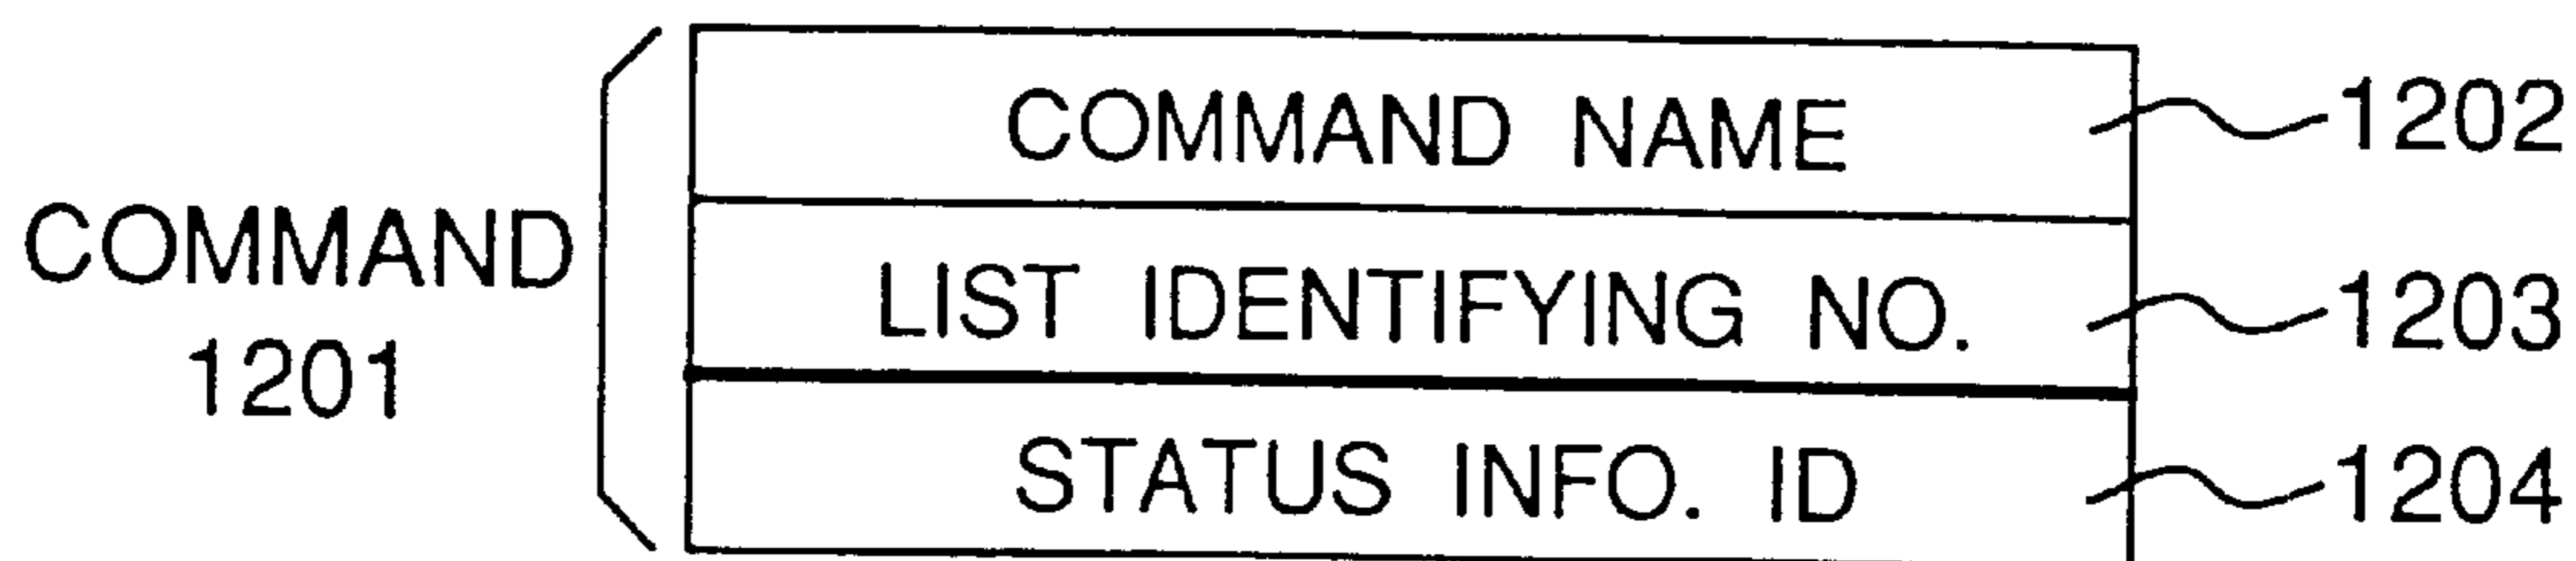 COMMAND
1201
COMMAND NAME 1202
LIST IDENTIFYING NO. 1203
STATUS INFO. ID 1204